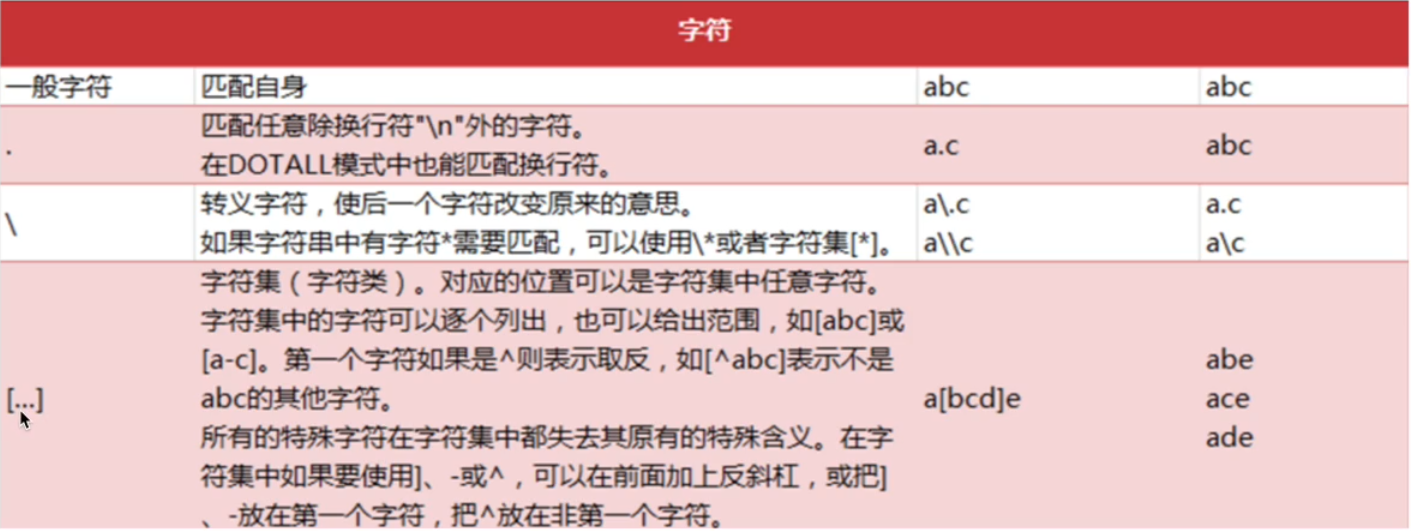 字符
一般字符 匹配自身 abc abc
. 匹配任意除换行符"\n"外的字符。
在DOTALL模式中也能匹配换行符。 a.c abc
\ 转义字符，使后一个字符改变原来的意思。 a\.c a.c
如果字符串中有字符*需要匹配，可以使用\*或者字符集[*]。 a\\c a\c
[...] 字符集（字符类）。对应的位置可以是字符集中任意字符。
字符集中的字符可以逐个列出，也可以给出范围，如[abc]或
[a-c]。第一个字符如果是^则表示取反，如[^abc]表示不是
abc的其他字符。
所有的特殊字符在字符集中都失去其原有的特殊含义。在字
符集中如果要使用]、-或^，可以在前面加上反斜杠，或把]
、-放在第一个字符，把^放在非第一个字符。
a[bcd]e
abe
ace
ade